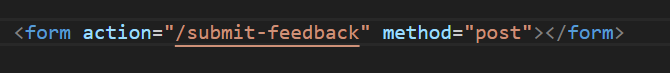 <form action="/submit-feedback" method="post"></form>